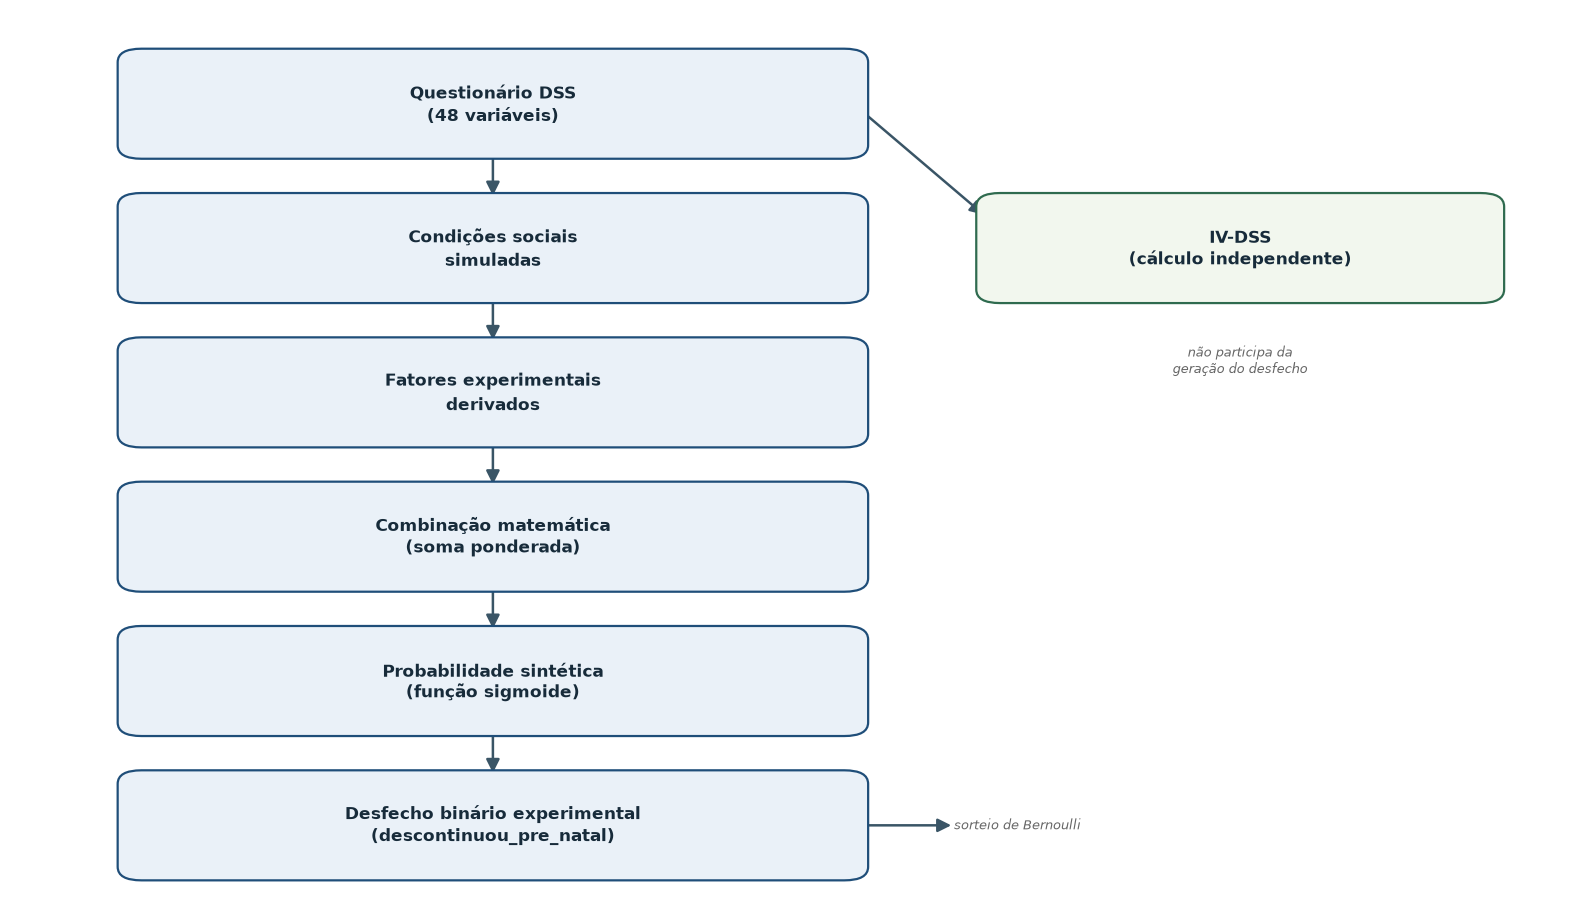 Questionário DSS
(48 variáveis)
Condições sociais
simuladas
IV-DSS
(cálculo independente)
não participa da
geração do desfecho
Fatores experimentais
derivados
Combinação matemática
(soma ponderada)
Probabilidade sintética
(função sigmoide)
Desfecho binário experimental
(descontinuou_pre_natal)
sorteio de Bernoulli